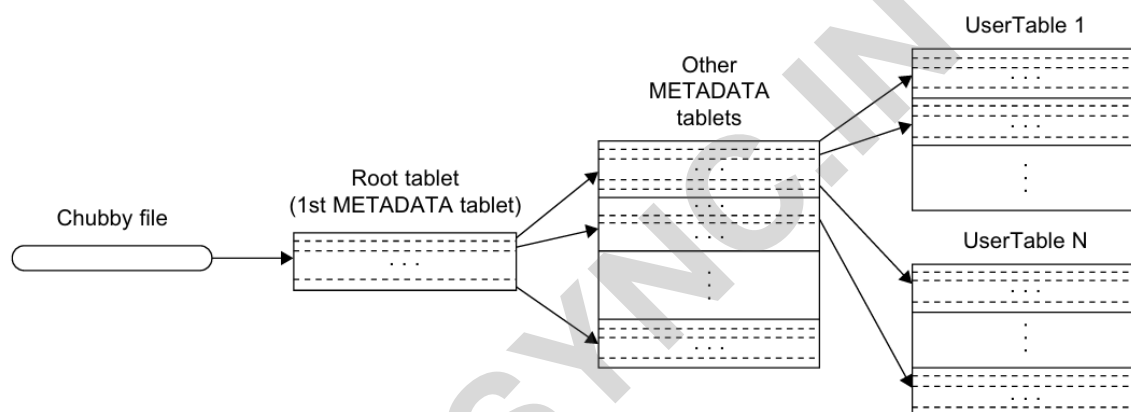 Chubby file
Root tablet
(1st METADATA tablet)
. . .
Other
METADATA
tablets
. . .
. . .
. . .
. . .
UserTable 1
. . .
. . .
UserTable N
. . .
. . .
SYNC.IN